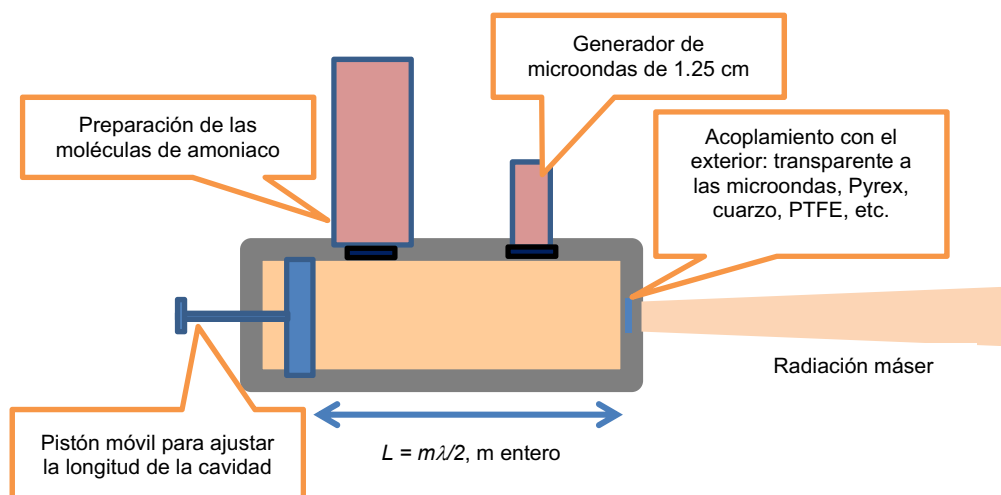 Generador de
microondas de 1.25 cm
Preparación de las
moléculas de amoniaco
Acoplamiento con el
exterior: transparente a
las microondas, Pyrex,
cuarzo, PTFE, etc.
Radiación máser
Pistón móvil para ajustar
la longitud de la cavidad
L = mλ/2, m entero